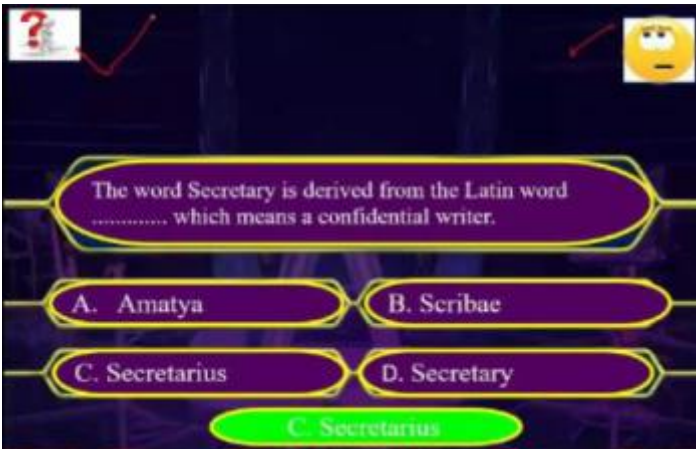 The word Secretary is derived from the Latin word
............. which means a confidential writer.
A. Amatya
B. Scribae
C. Secretarius
D. Secretary
C. Secretarius